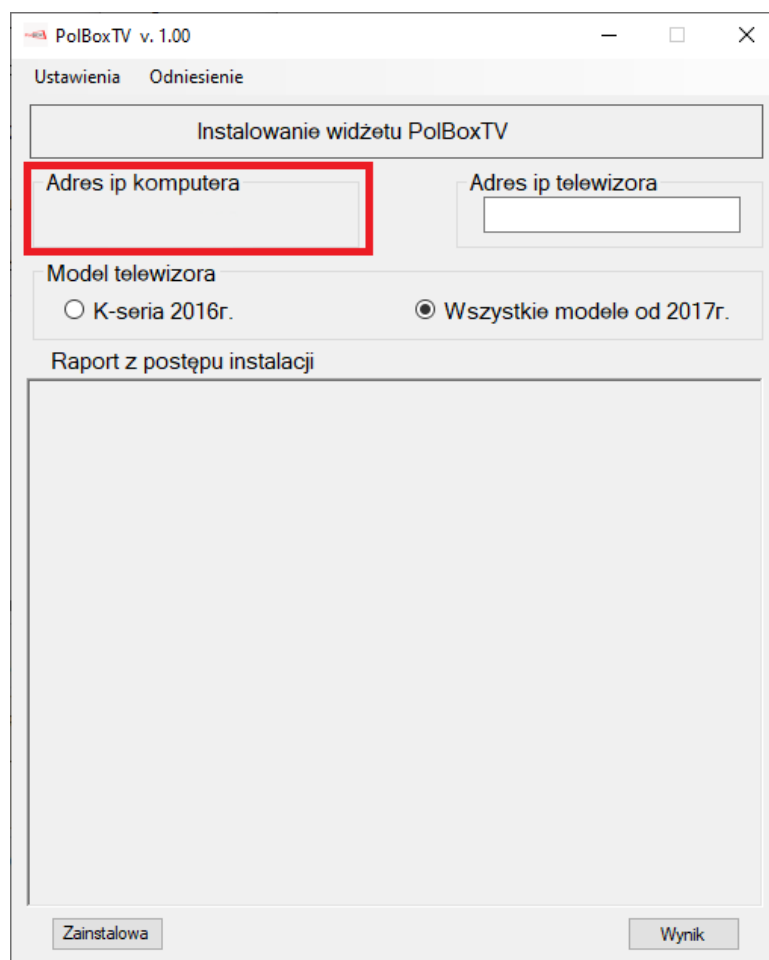 PolBoxTV v. 1.00
Ustawienia Odniesienie
Instalowanie widżetu PolBoxTV
Adres ip komputera Adres ip telewizora
Model telewizora
K-seria 2016r. Wszystkie modele od 2017r.
Raport z postępu instalacji
Zainstalowa Wynik